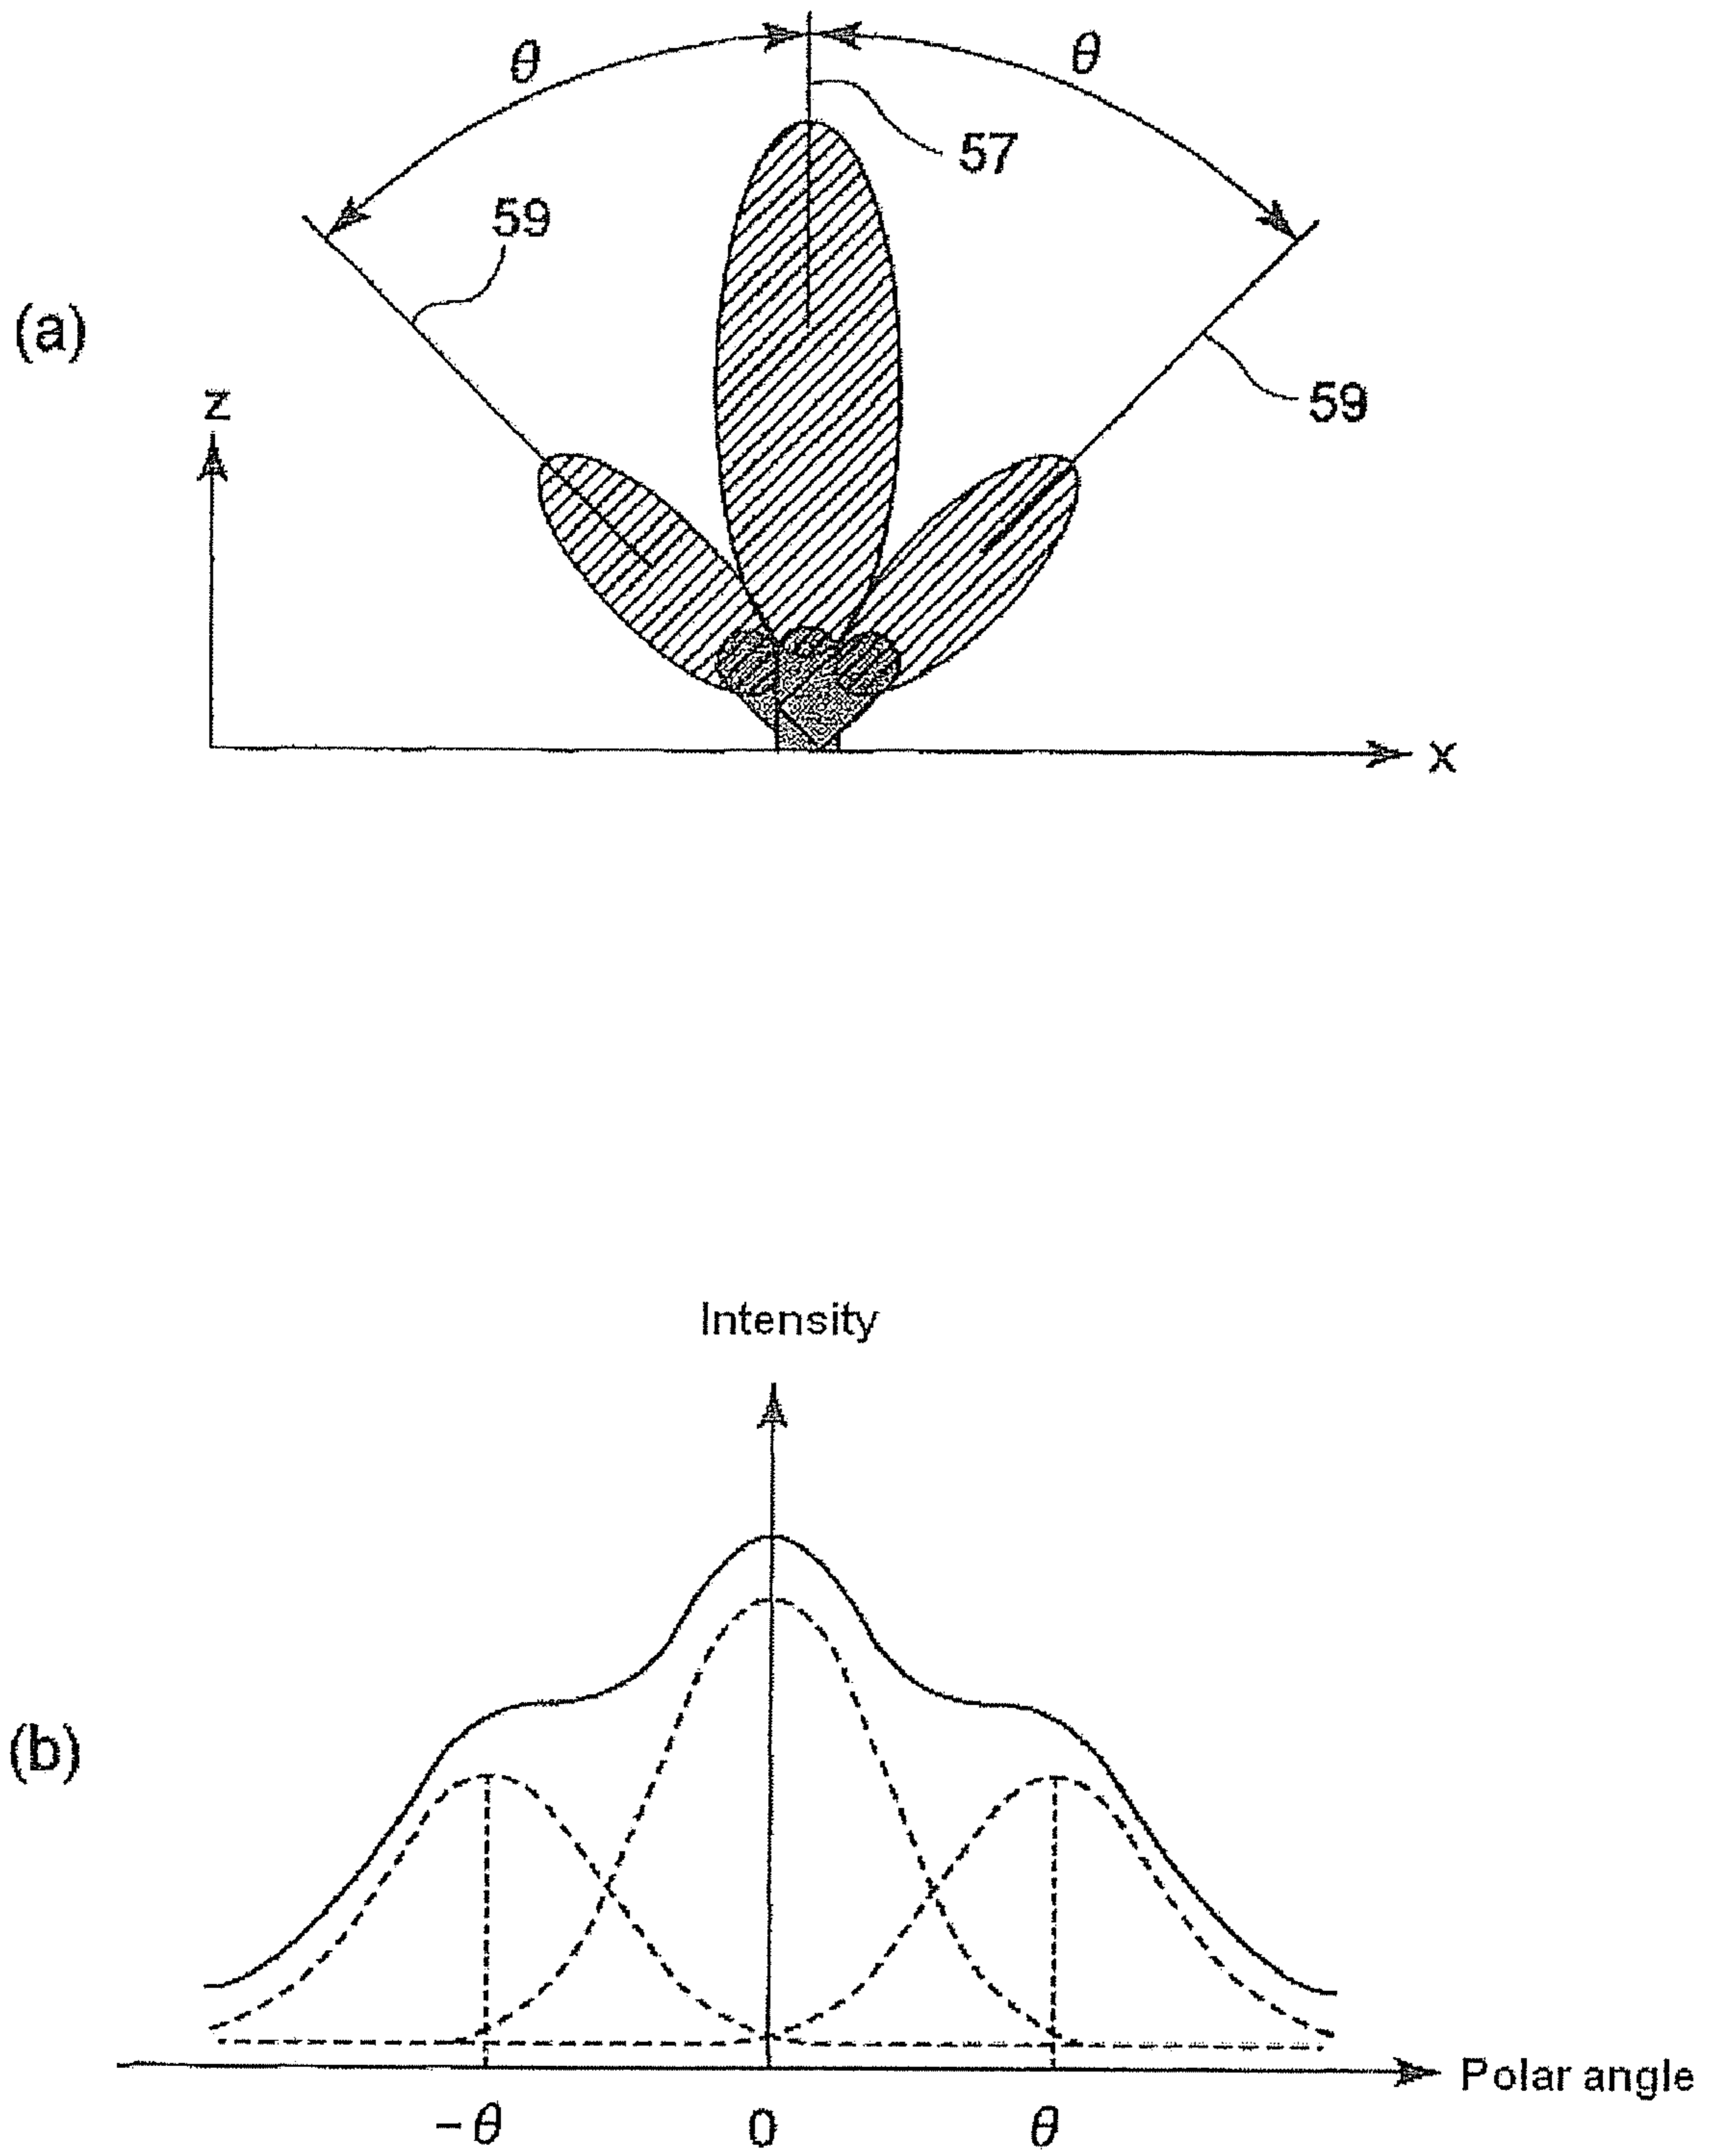 θ θ
57
59
(a)
z
59
x
Intensity
(b)
Polar angle
-θ 0 θ